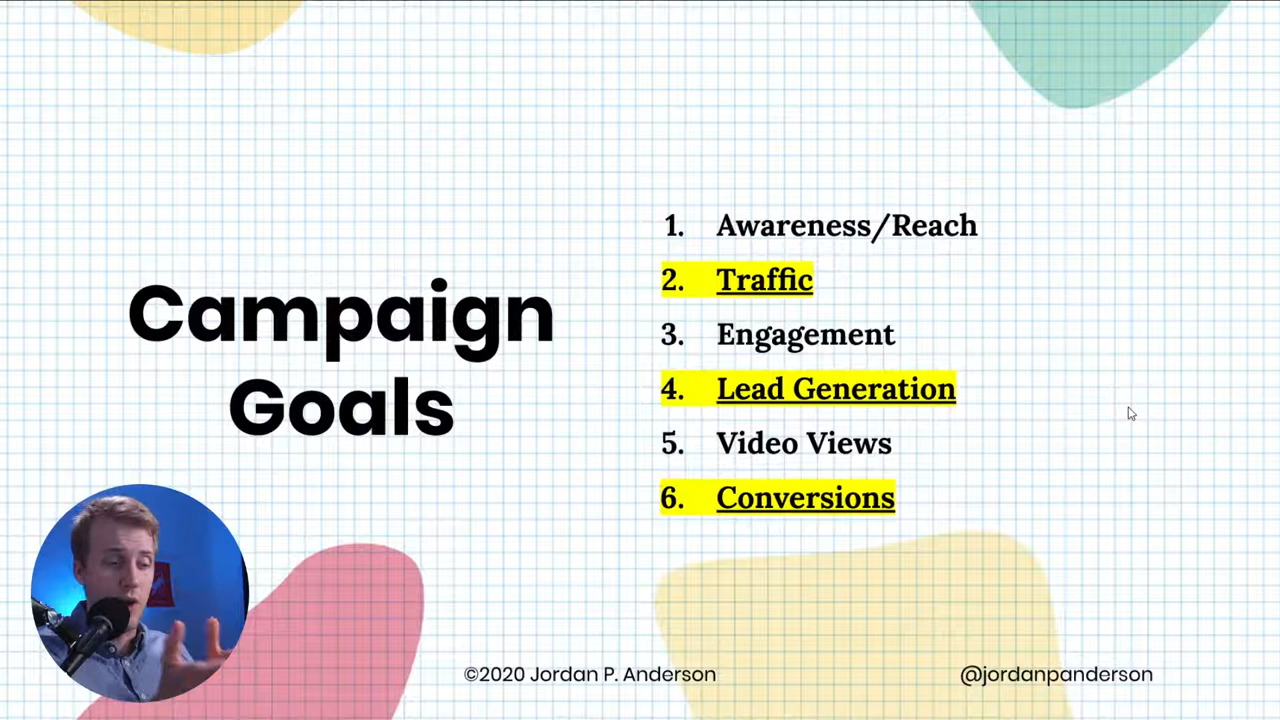 Campaign
Goals
1. Awareness/Reach
2. Traffic
3. Engagement
4. Lead Generation
5. Video Views
6. Conversions
©2020 Jordan P. Anderson
@jordanpanderson